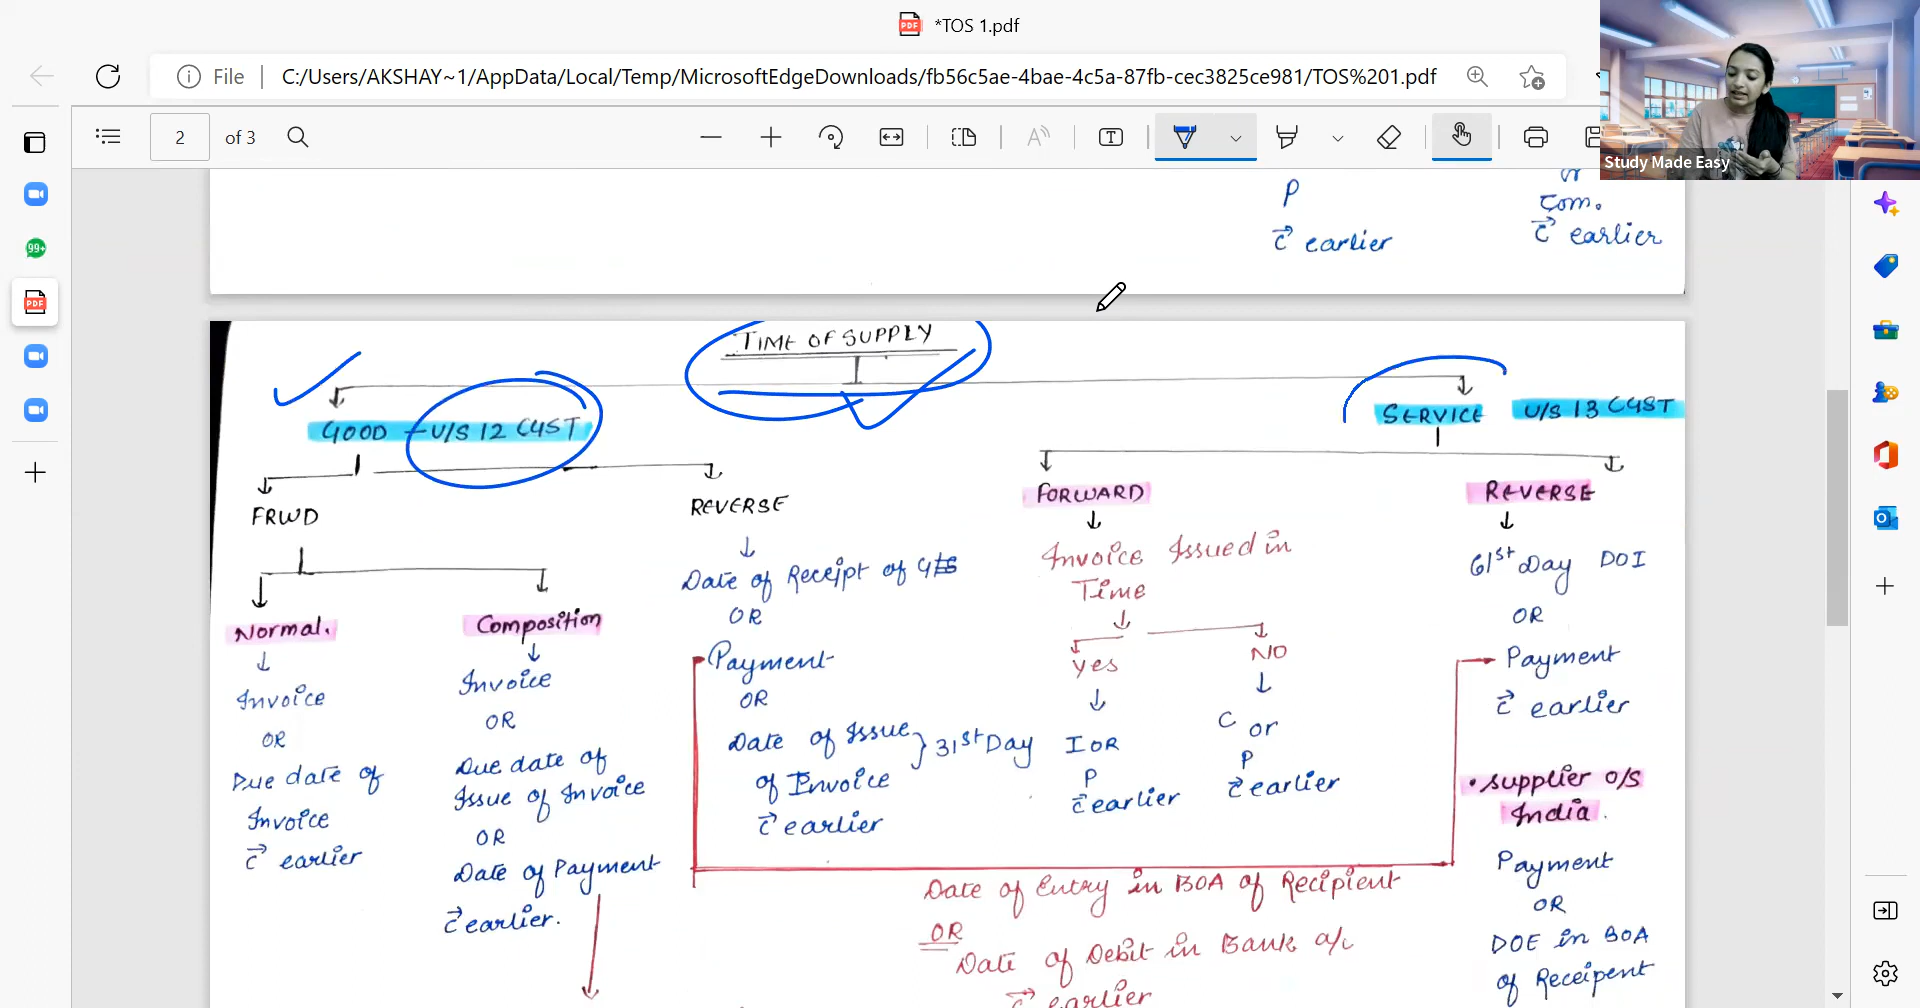 *TOS 1.pdf
File
C:/Users/AKSHAY~1/AppData/Local/Temp/MicrosoftEdgeDownloads/fb56c5ae-4bae-4c5a-87fb-cec3825ce981/TOS%201.pdf
2 of 3
Study Made Easy
99+
P
c earlier
Com.
c earlier
TIME OF SUPPLY
GOOD - U/S 12 CGST
SERVICE U/S 13 CGST
FRWD
REVERSE
FORWARD
REVERSE
Normal.
Invoice
OR
Due date of
Invoice
c earlier
Composition
Invoice
OR
Due date of
Issue of Invoice
OR
Date of Payment
c earlier.
Date of Receipt of
OR
Payment
OR
Date of Issue
of Invoice } 31st Day
c earlier
Invoice Issued in
Time
Yes
I OR
P
c earlier
NO
C or
P
c earlier
61st Day DOI
OR
Payment
c earlier
• Supplier o/s
India.
Payment
OR
DOE in BOA
of Receipent
Date of Entry in BOA of Recipient
OR
Date of Debit in Bank a/c
c earlier